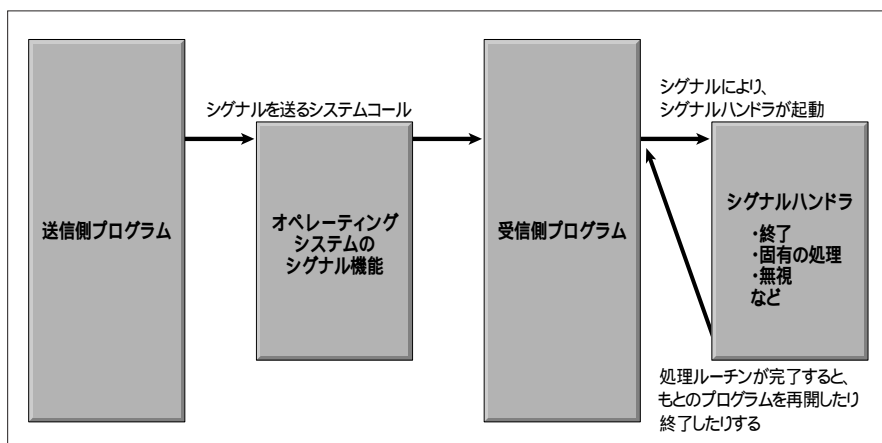 送信側プログラム
シグナルを送るシステムコール
オペレーティング
システムの
シグナル機能
受信側プログラム
シグナルにより、
シグナルハンドラが起動
シグナルハンドラ
・終了
・固有の処理
・無視
など
処理ルーチンが完了すると、
もとのプログラムを再開したり
終了したりする